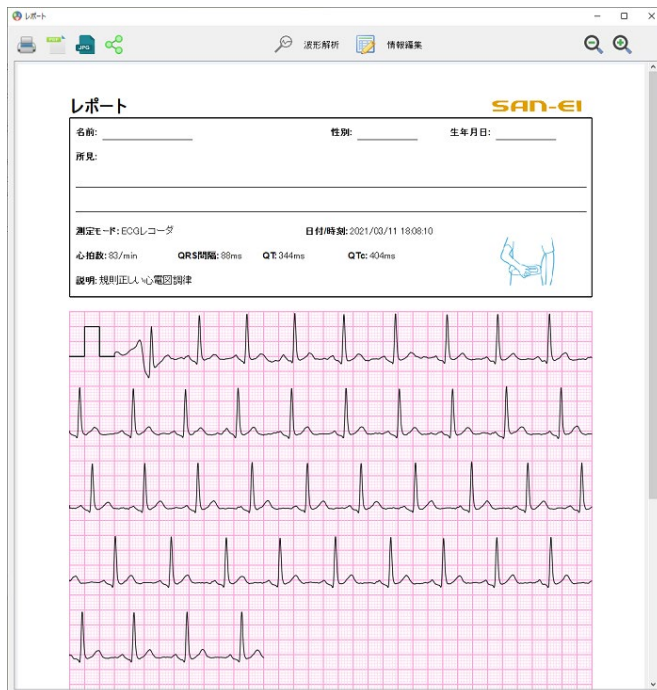 レポート
波形解析 情報編集
レポート SAN-EI
名前: 性別: 生年月日:
所見:
測定モード: ECGレコーダ 日付/時刻: 2021/03/11 18:08:10
心拍数: 83/min QRS間隔: 88ms QT: 344ms QTc: 404ms
説明: 規則正しい心電図調律